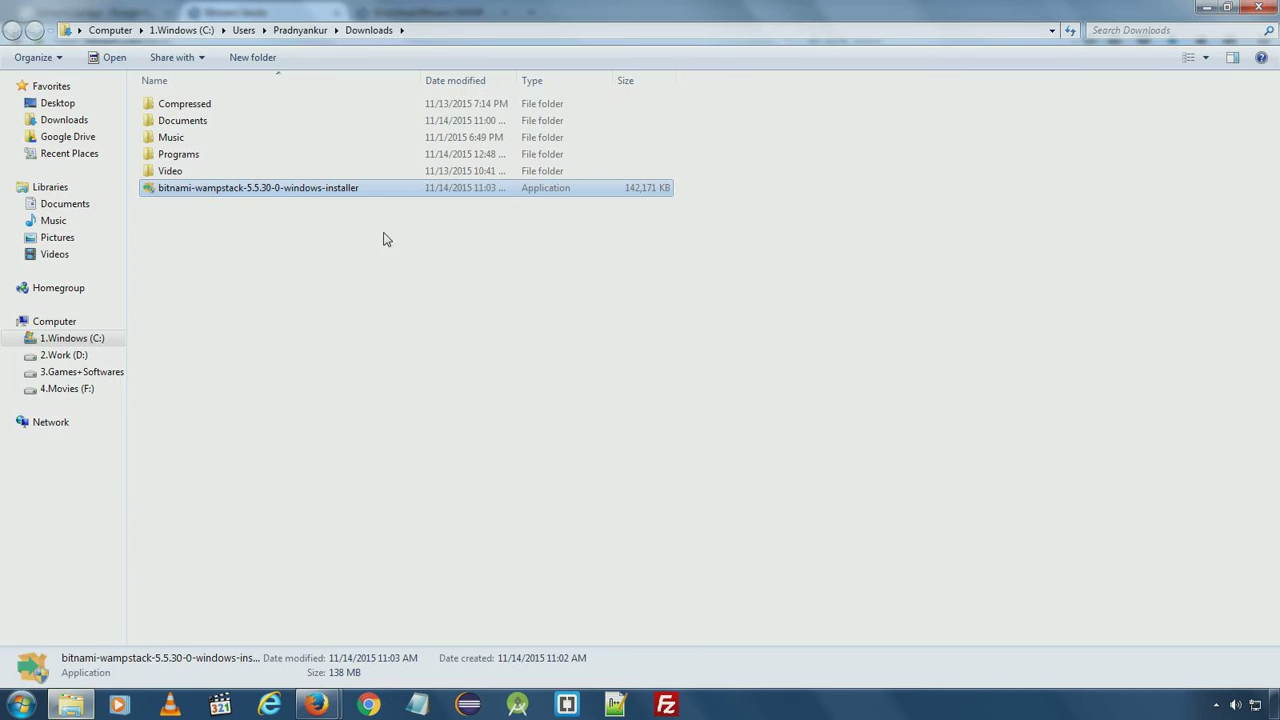 Computer 1.Windows (C:) Users Pradnyankur Downloads
Search Downloads
Organize Open Share with New folder
Name Date modified Type Size
Favorites
Desktop
Downloads
Google Drive
Recent Places
Libraries
Documents
Music
Pictures
Videos
Homegroup
Computer
1.Windows (C:)
2.Work (D:)
3.Games+Softwares
4.Movies (F:)
Network
Compressed 11/13/2015 7:14 PM File folder
Documents 11/14/2015 11:00 ... File folder
Music 11/1/2015 6:49 PM File folder
Programs 11/14/2015 12:48 ... File folder
Video 11/13/2015 10:41 ... File folder
bitnami-wampstack-5.5.30-0-windows-installer 11/14/2015 11:03 ... Application 142,171 KB
bitnami-wampstack-5.5.30-0-windows-ins... Date modified: 11/14/2015 11:03 AM Date created: 11/14/2015 11:02 AM
Application Size: 138 MB
321
Fz